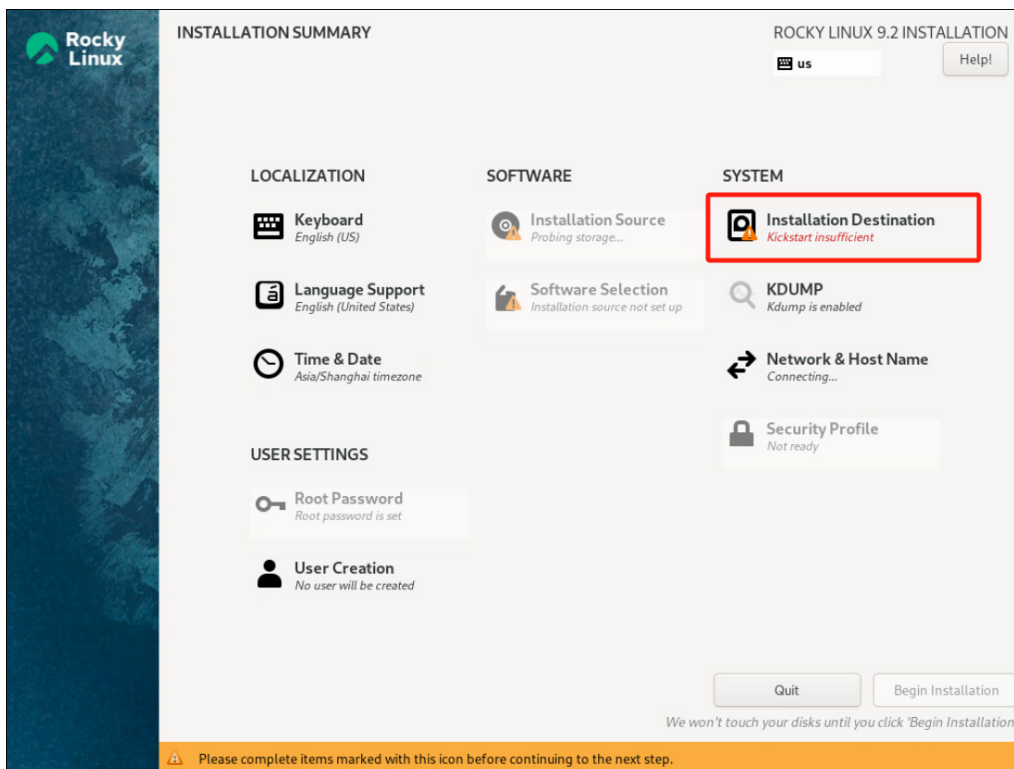 Rocky
Linux
INSTALLATION SUMMARY
ROCKY LINUX 9.2 INSTALLATION
us
Help!
LOCALIZATION
Keyboard
English (US)
Language Support
English (United States)
Time & Date
Asia/Shanghai timezone
SOFTWARE
Installation Source
Probing storage...
Software Selection
Installation source not set up
SYSTEM
Installation Destination
Kickstart insufficient
KDUMP
Kdump is enabled
Network & Host Name
Connecting...
Security Profile
Not ready
USER SETTINGS
Root Password
Root password is set
User Creation
No user will be created
Quit
Begin Installation
We won't touch your disks until you click 'Begin Installation
Please complete items marked with this icon before continuing to the next step.